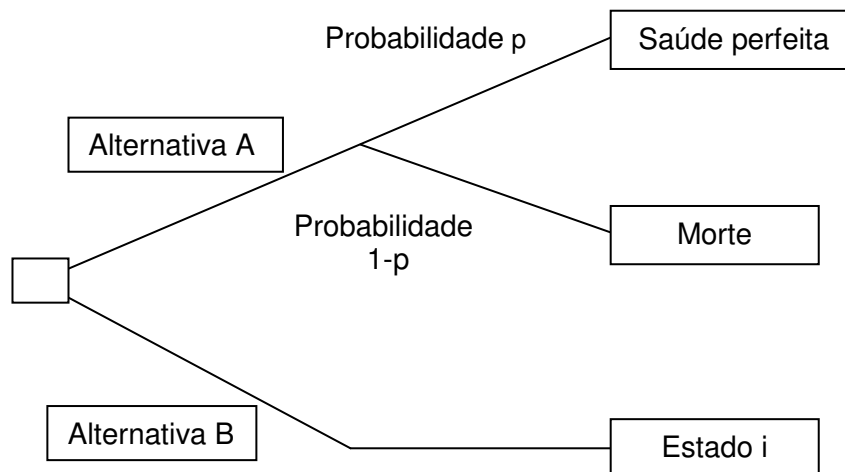 Probabilidade p
Saúde perfeita
Alternativa A
Probabilidade
1-p
Morte
Alternativa B
Estado i